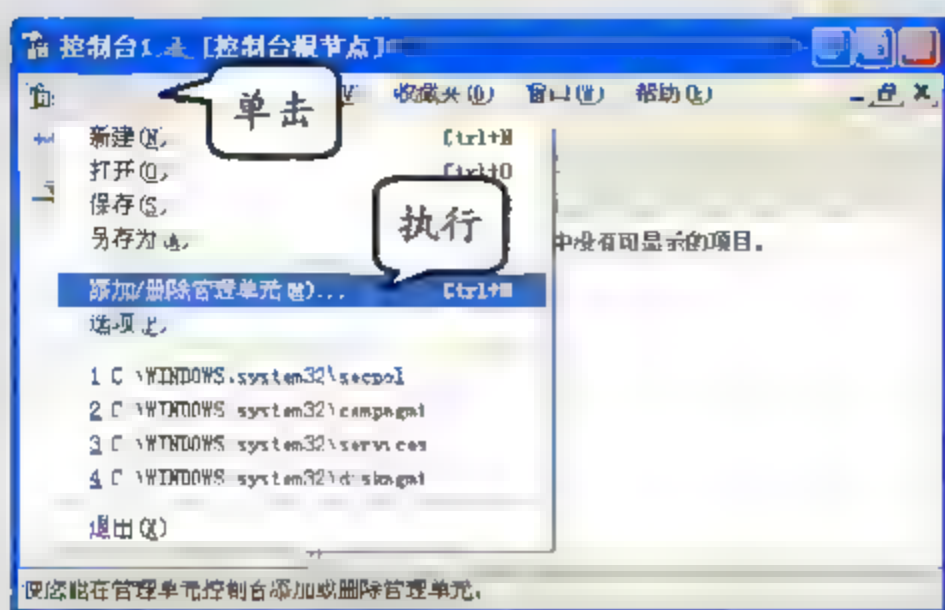 控制台1 [控制台根节点]
单击
收藏夹(O) 窗口(W) 帮助(H)
新建(N) Ctrl+N
打开(O) Ctrl+O
保存(S)
另存为(A)
执行
中没有可显示的项目。
添加/删除管理单元(M)... Ctrl+M
选项
1 C \WINDOWS\system32\secpol
2 C \WINDOWS system32\compmgmt
3 C \WINDOWS system32\services
4 C \WINDOWS system32\diskmgmt
退出(X)
使您能在管理单元控制台添加或删除管理单元。